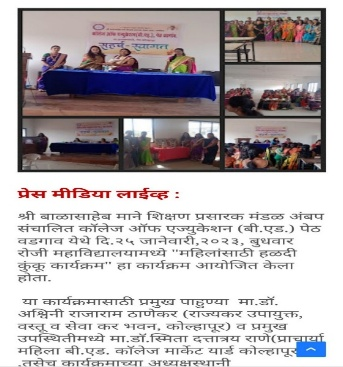 सहर्ष स्वागत
प्रेस मीडिया लाईव्ह :
श्री बाळासाहेब माने शिक्षण प्रसारक मंडळ अंबप
संचालित कॉलेज ऑफ एज्युकेशन (बी.एड.) पेठ
वडगाव येथे दि.२५ जानेवारी,२०२३, बुधवार
रोजी महाविद्यालयामध्ये "महिलांसाठी हळदी
कुंकू कार्यक्रम" हा कार्यक्रम आयोजित केला
होता.
या कार्यक्रमासाठी प्रमुख पाहुण्या मा.डॉ.
अश्विनी राजाराम ठाणेकर (राज्यकर उपायुक्त,
वस्तू व सेवा कर भवन, कोल्हापूर) व प्रमुख
उपस्थितीमध्ये मा.डॉ.स्मिता दत्तात्रय राणे(प्राचार्या
महिला बी.एड. कॉलेज मार्केट यार्ड कोल्हापूर
,तसेच कार्यक्रमाच्या अध्यक्षस्थानी